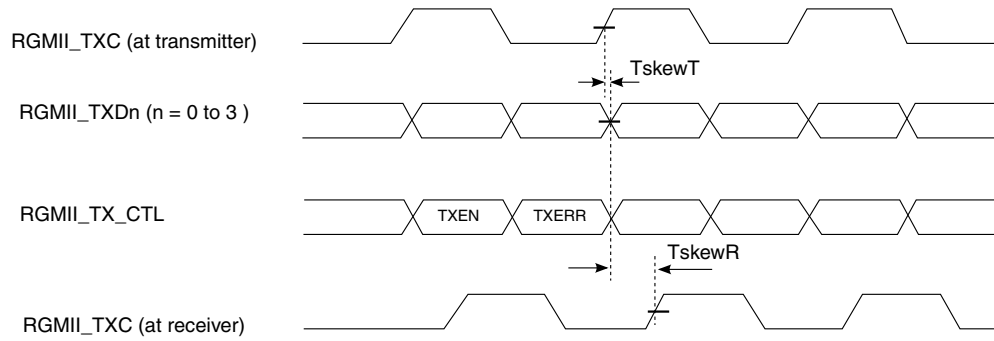 RGMII_TXC (at transmitter)
TskewT
RGMII_TXDn (n = 0 to 3 )
RGMII_TX_CTL
TXEN
TXERR
TskewR
RGMII_TXC (at receiver)